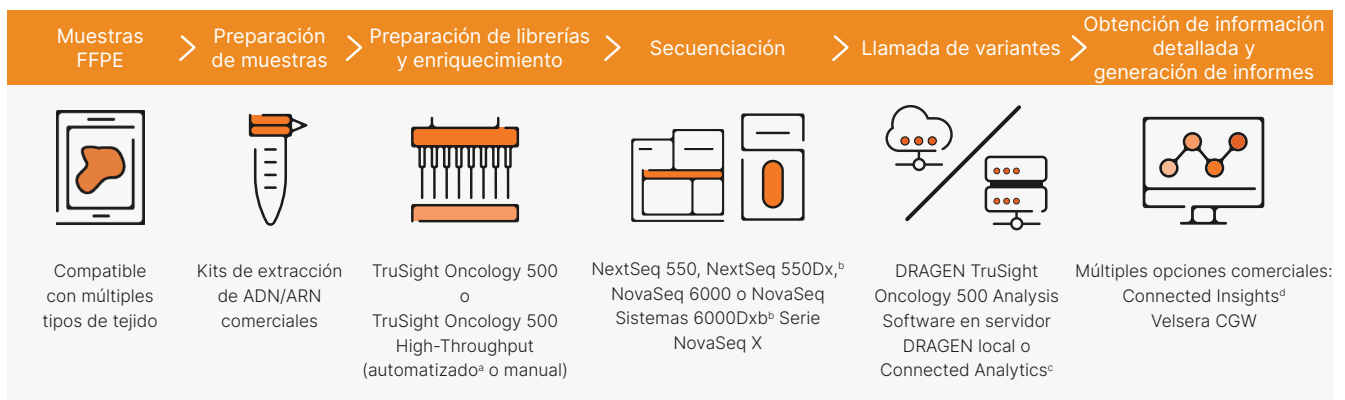 Muestras
FFPE
Preparación
de muestras
Preparación de librerías
y enriquecimiento
Secuenciación
Llamada de variantes
Obtención de información
detallada y
generación de informes
Compatible
con múltiples
tipos de tejido
Kits de extracción
de ADN/ARN
comerciales
TruSight Oncology 500
o
TruSight Oncology 500
High-Throughput
(automatizadoᵃ o manual)
NextSeq 550, NextSeq 550Dx,ᵇ
NovaSeq 6000 o NovaSeq
Sistemas 6000Dxbᵇ Serie
NovaSeq X
DRAGEN TruSight
Oncology 500 Analysis
Software en servidor
DRAGEN local o
Connected Analyticsᶜ
Múltiples opciones comerciales:
Connected Insightsᵈ
Velsera CGW